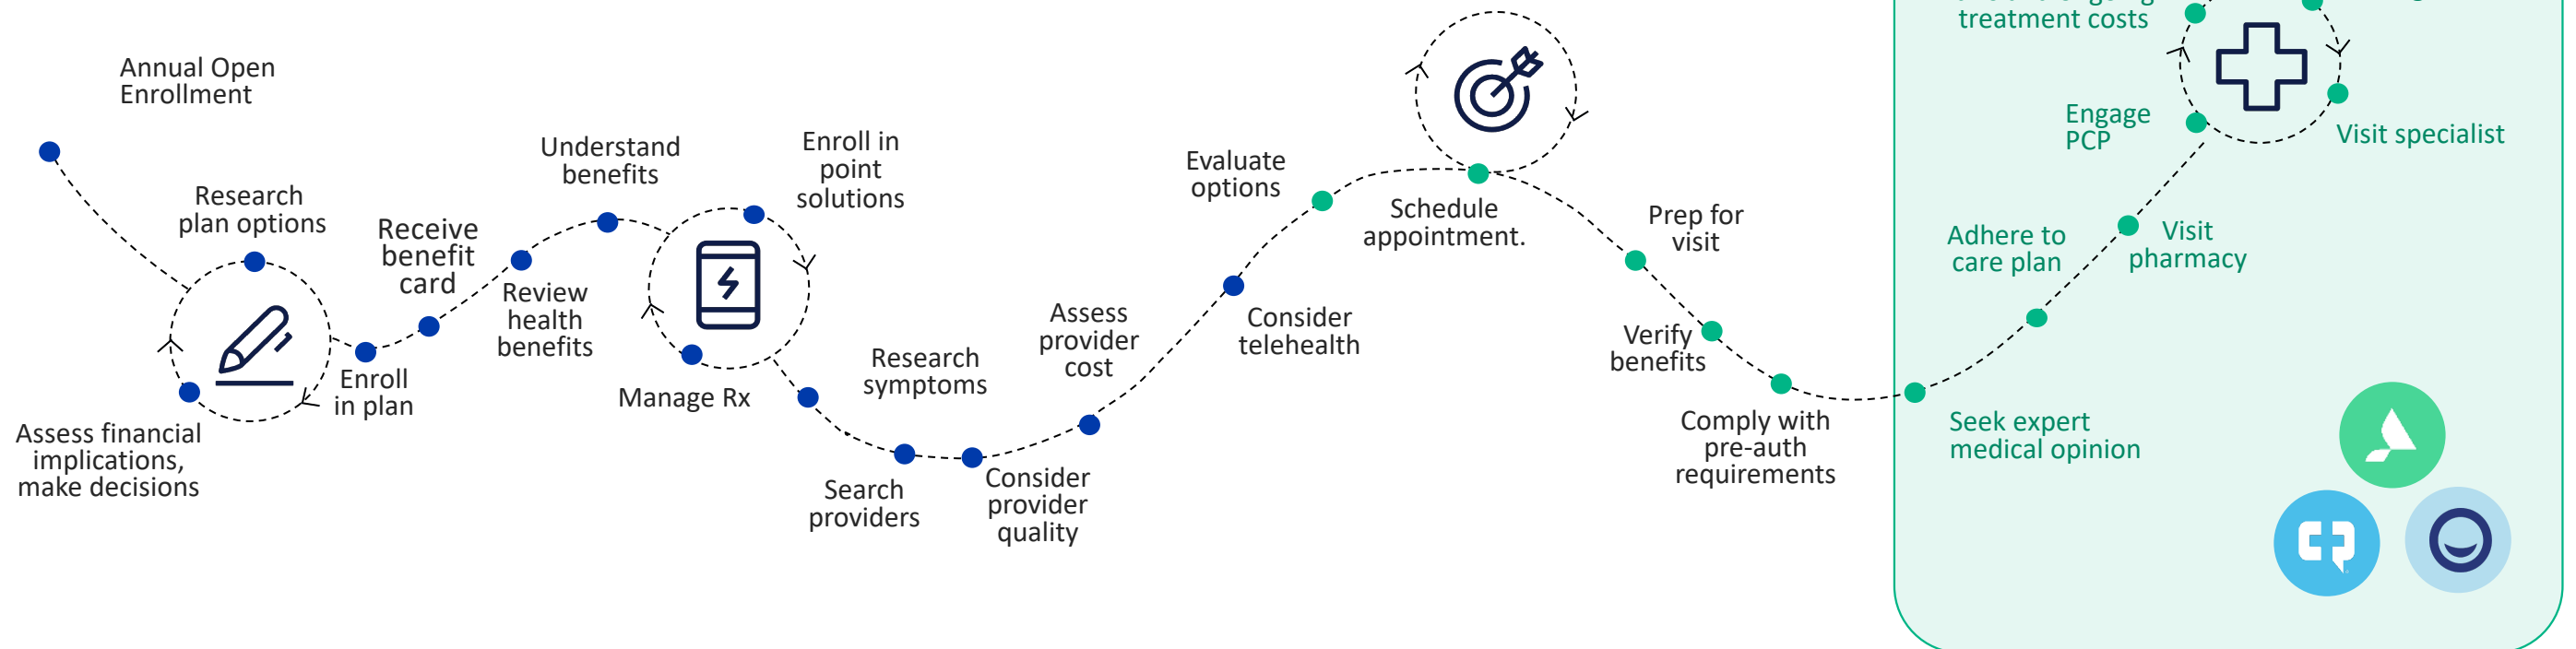 Annual Open
Enrollment
Research
plan options
Assess financial
implications,
make decisions
Enroll
in plan
Receive
benefit
card
Review
health
benefits
Understand
benefits
Enroll in
point
solutions
Manage Rx
Research
symptoms
Search
providers
Consider
provider
quality
Assess
provider
cost
Consider
telehealth
Evaluate
options
Schedule
appointment.
Prep for
visit
Verify
benefits
Comply with
pre-auth
requirements
Seek expert
medical opinion
Adhere to
care plan
Visit
pharmacy
Engage
PCP
treatment costs
Visit specialist